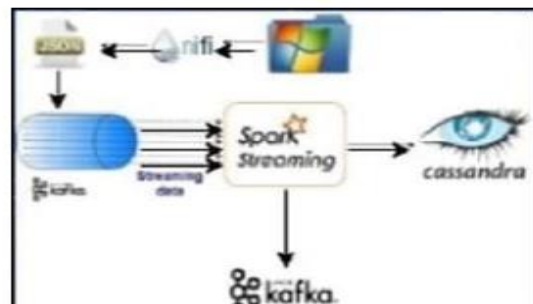 JSON
nifi
Spark
Streaming
Streaming
data
kafka
cassandra
kafka